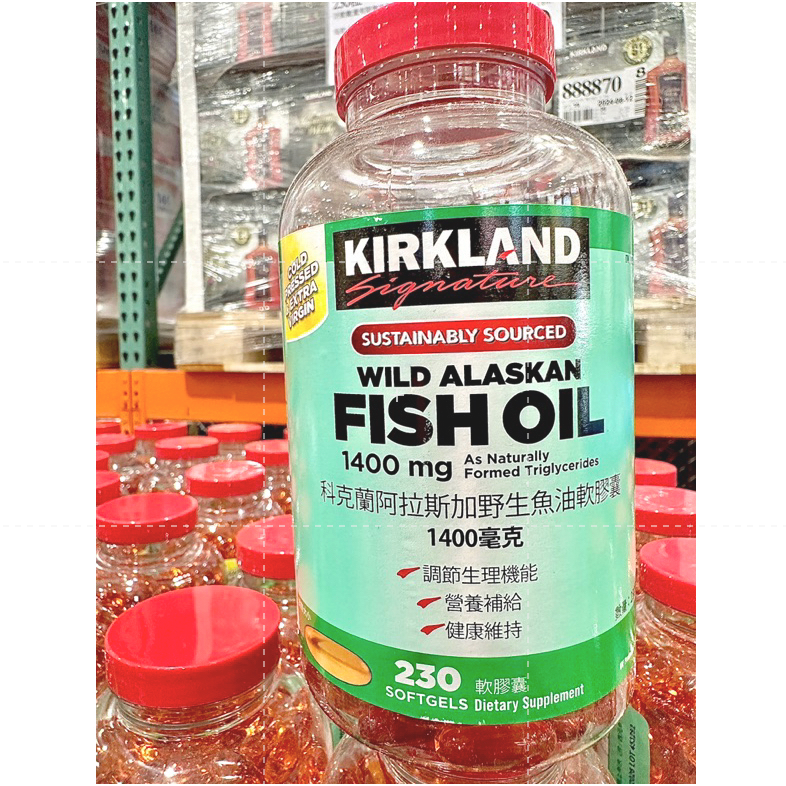 KIRKLAND
888870
8
COLD
PRESSED
EXTRA
VIRGIN
KIRKLAND
Signature
SUSTAINABLY SOURCED
WILD ALASKAN
FISH OIL
1400 mg As Naturally
Formed Triglycerides
科克蘭阿拉斯加野生魚油軟膠囊
1400毫克
調節生理機能
營養補給
健康維持
230 軟膠囊
SOFTGELS Dietary Supplement